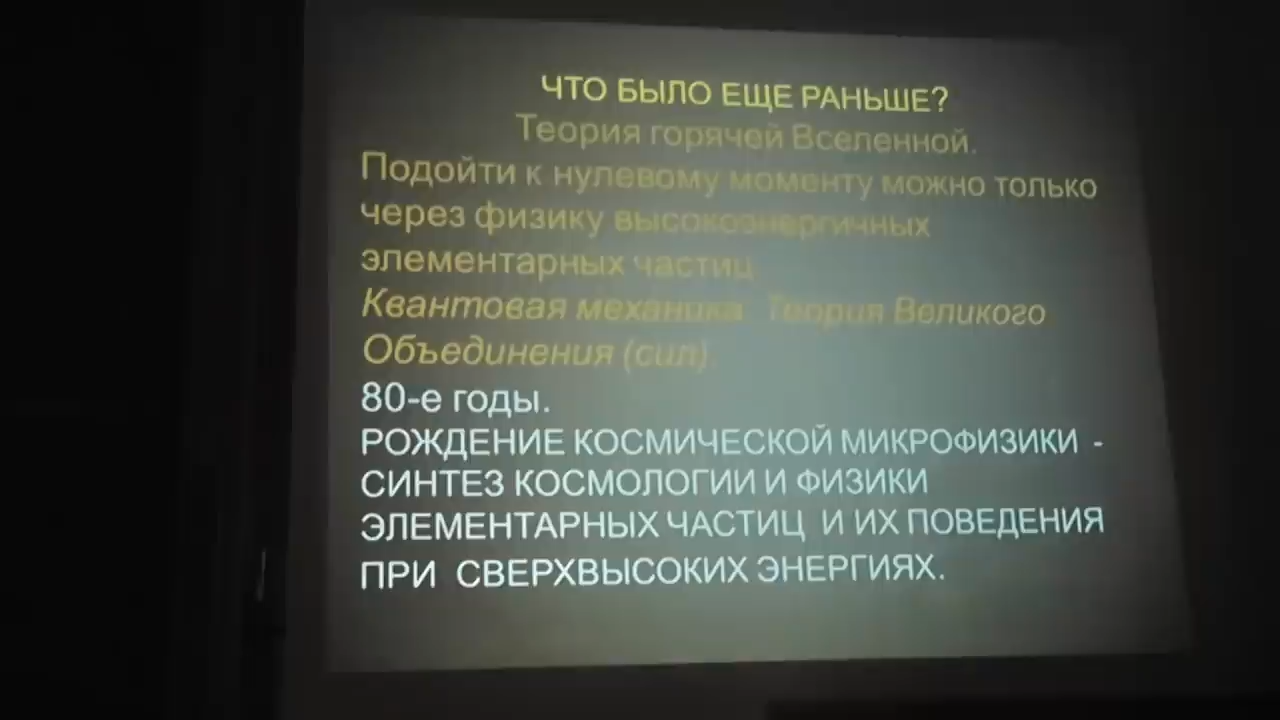 ЧТО БЫЛО ЕЩЕ РАНЬШЕ?
Теория горячей Вселенной.
Подойти к нулевому моменту можно только
через физику высокоэнергичных
элементарных частиц
Квантовая механика. Теория Великого
Объединения (сил).
80-е годы.
РОЖДЕНИЕ КОСМИЧЕСКОЙ МИКРОФИЗИКИ -
СИНТЕЗ КОСМОЛОГИИ И ФИЗИКИ
ЭЛЕМЕНТАРНЫХ ЧАСТИЦ И ИХ ПОВЕДЕНИЯ
ПРИ СВЕРХВЫСОКИХ ЭНЕРГИЯХ.